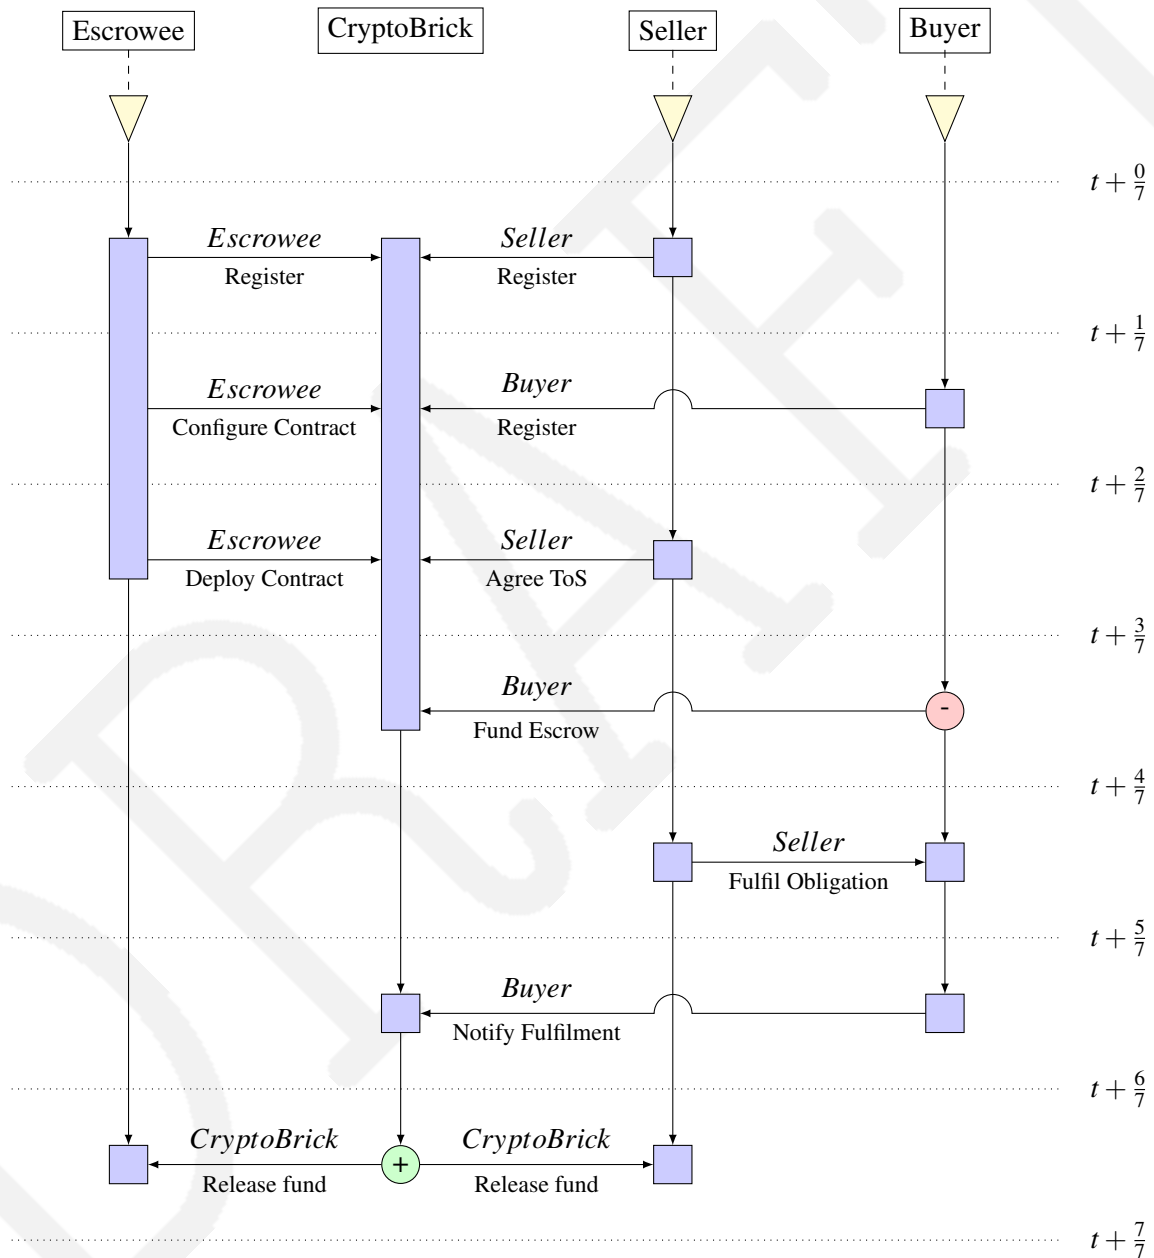 Escrowee CryptoBrick Seller Buyer
t + 0/7
Escrowee Seller
Register Register
t + 1/7
Escrowee Buyer
Configure Contract Register
t + 2/7
Escrowee Seller
Deploy Contract Agree ToS
t + 3/7
Buyer
-
Fund Escrow
t + 4/7
Seller
Fulfil Obligation
t + 5/7
Buyer
Notify Fulfilment
t + 6/7
CryptoBrick CryptoBrick
+
Release fund Release fund
t + 7/7
DRAFT